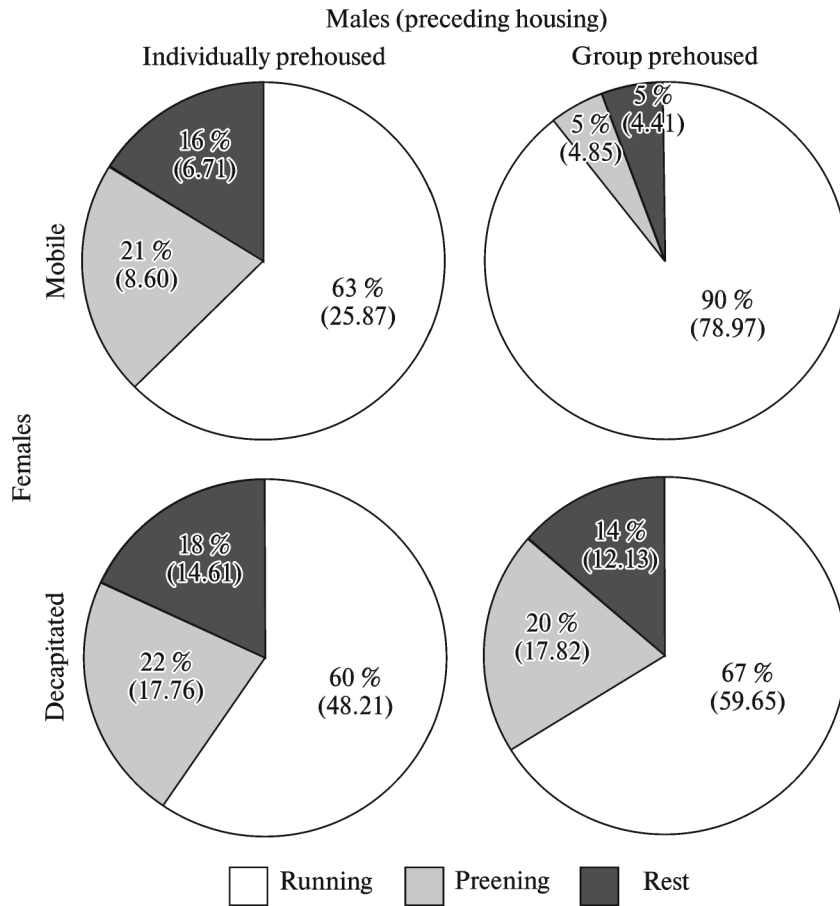 Males (preceding housing)
Individually prehoused
Group prehoused
Females
Mobile
16 %
(6.71)
21 %
(8.60)
63 %
(25.87)
5 %
(4.41)
5 %
(4.85)
90 %
(78.97)
Decapitated
18 %
(14.61)
22 %
(17.76)
60 %
(48.21)
14 %
(12.13)
20 %
(17.82)
67 %
(59.65)
Running
Preening
Rest